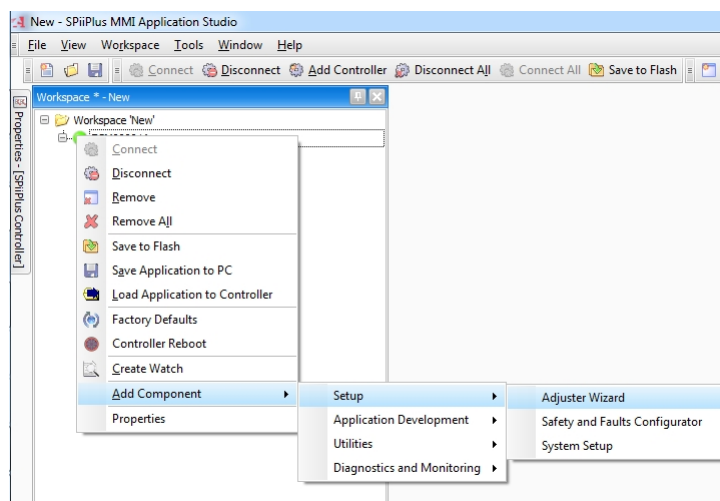 New - SPiiPlus MMI Application Studio
File View Workspace Tools Window Help
Connect Disconnect Add Controller Disconnect All Connect All Save to Flash
Workspace * - New
Workspace 'New'
Properties - [SPiiPlus Controller]
Connect
Disconnect
Remove
Remove All
Save to Flash
Save Application to PC
Load Application to Controller
Factory Defaults
Controller Reboot
Create Watch
Add Component
Properties
Setup
Application Development
Utilities
Diagnostics and Monitoring
Adjuster Wizard
Safety and Faults Configurator
System Setup